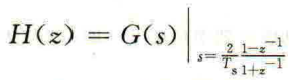 H(z) = G(s) |_{s = \frac{2}{T_s} \frac{1-z^{-1}}{1+z^{-1}}}